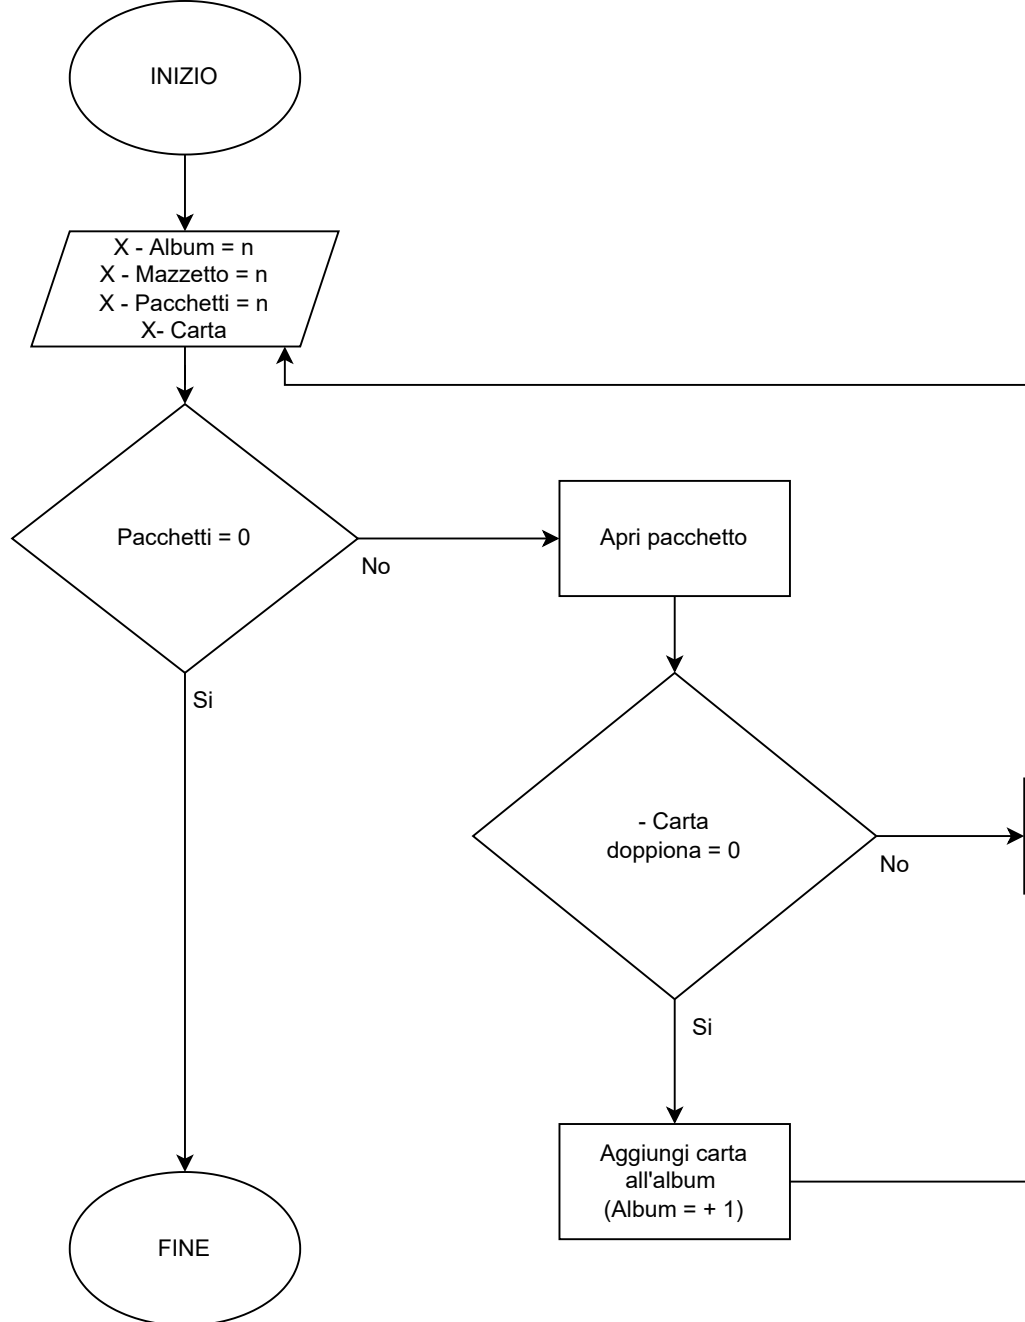 INIZIO
X - Album = n
X - Mazzetto = n
X - Pacchetti = n
X- Carta
Pacchetti = 0
No
Apri pacchetto
Si
- Carta
doppiona = 0
No
Si
Aggiungi carta
all'album
(Album = + 1)
FINE